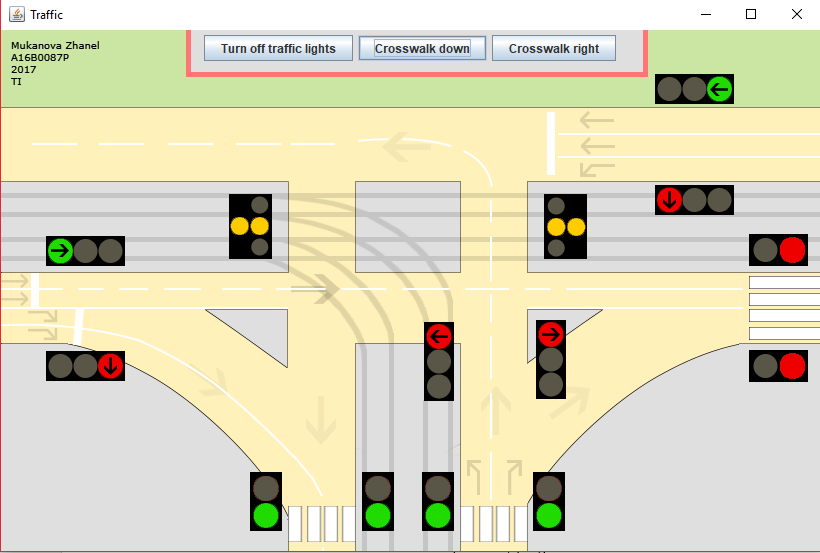 Traffic
Mukanova Zhanel
A16B0087P
2017
TI
Turn off traffic lights
Crosswalk down
Crosswalk right